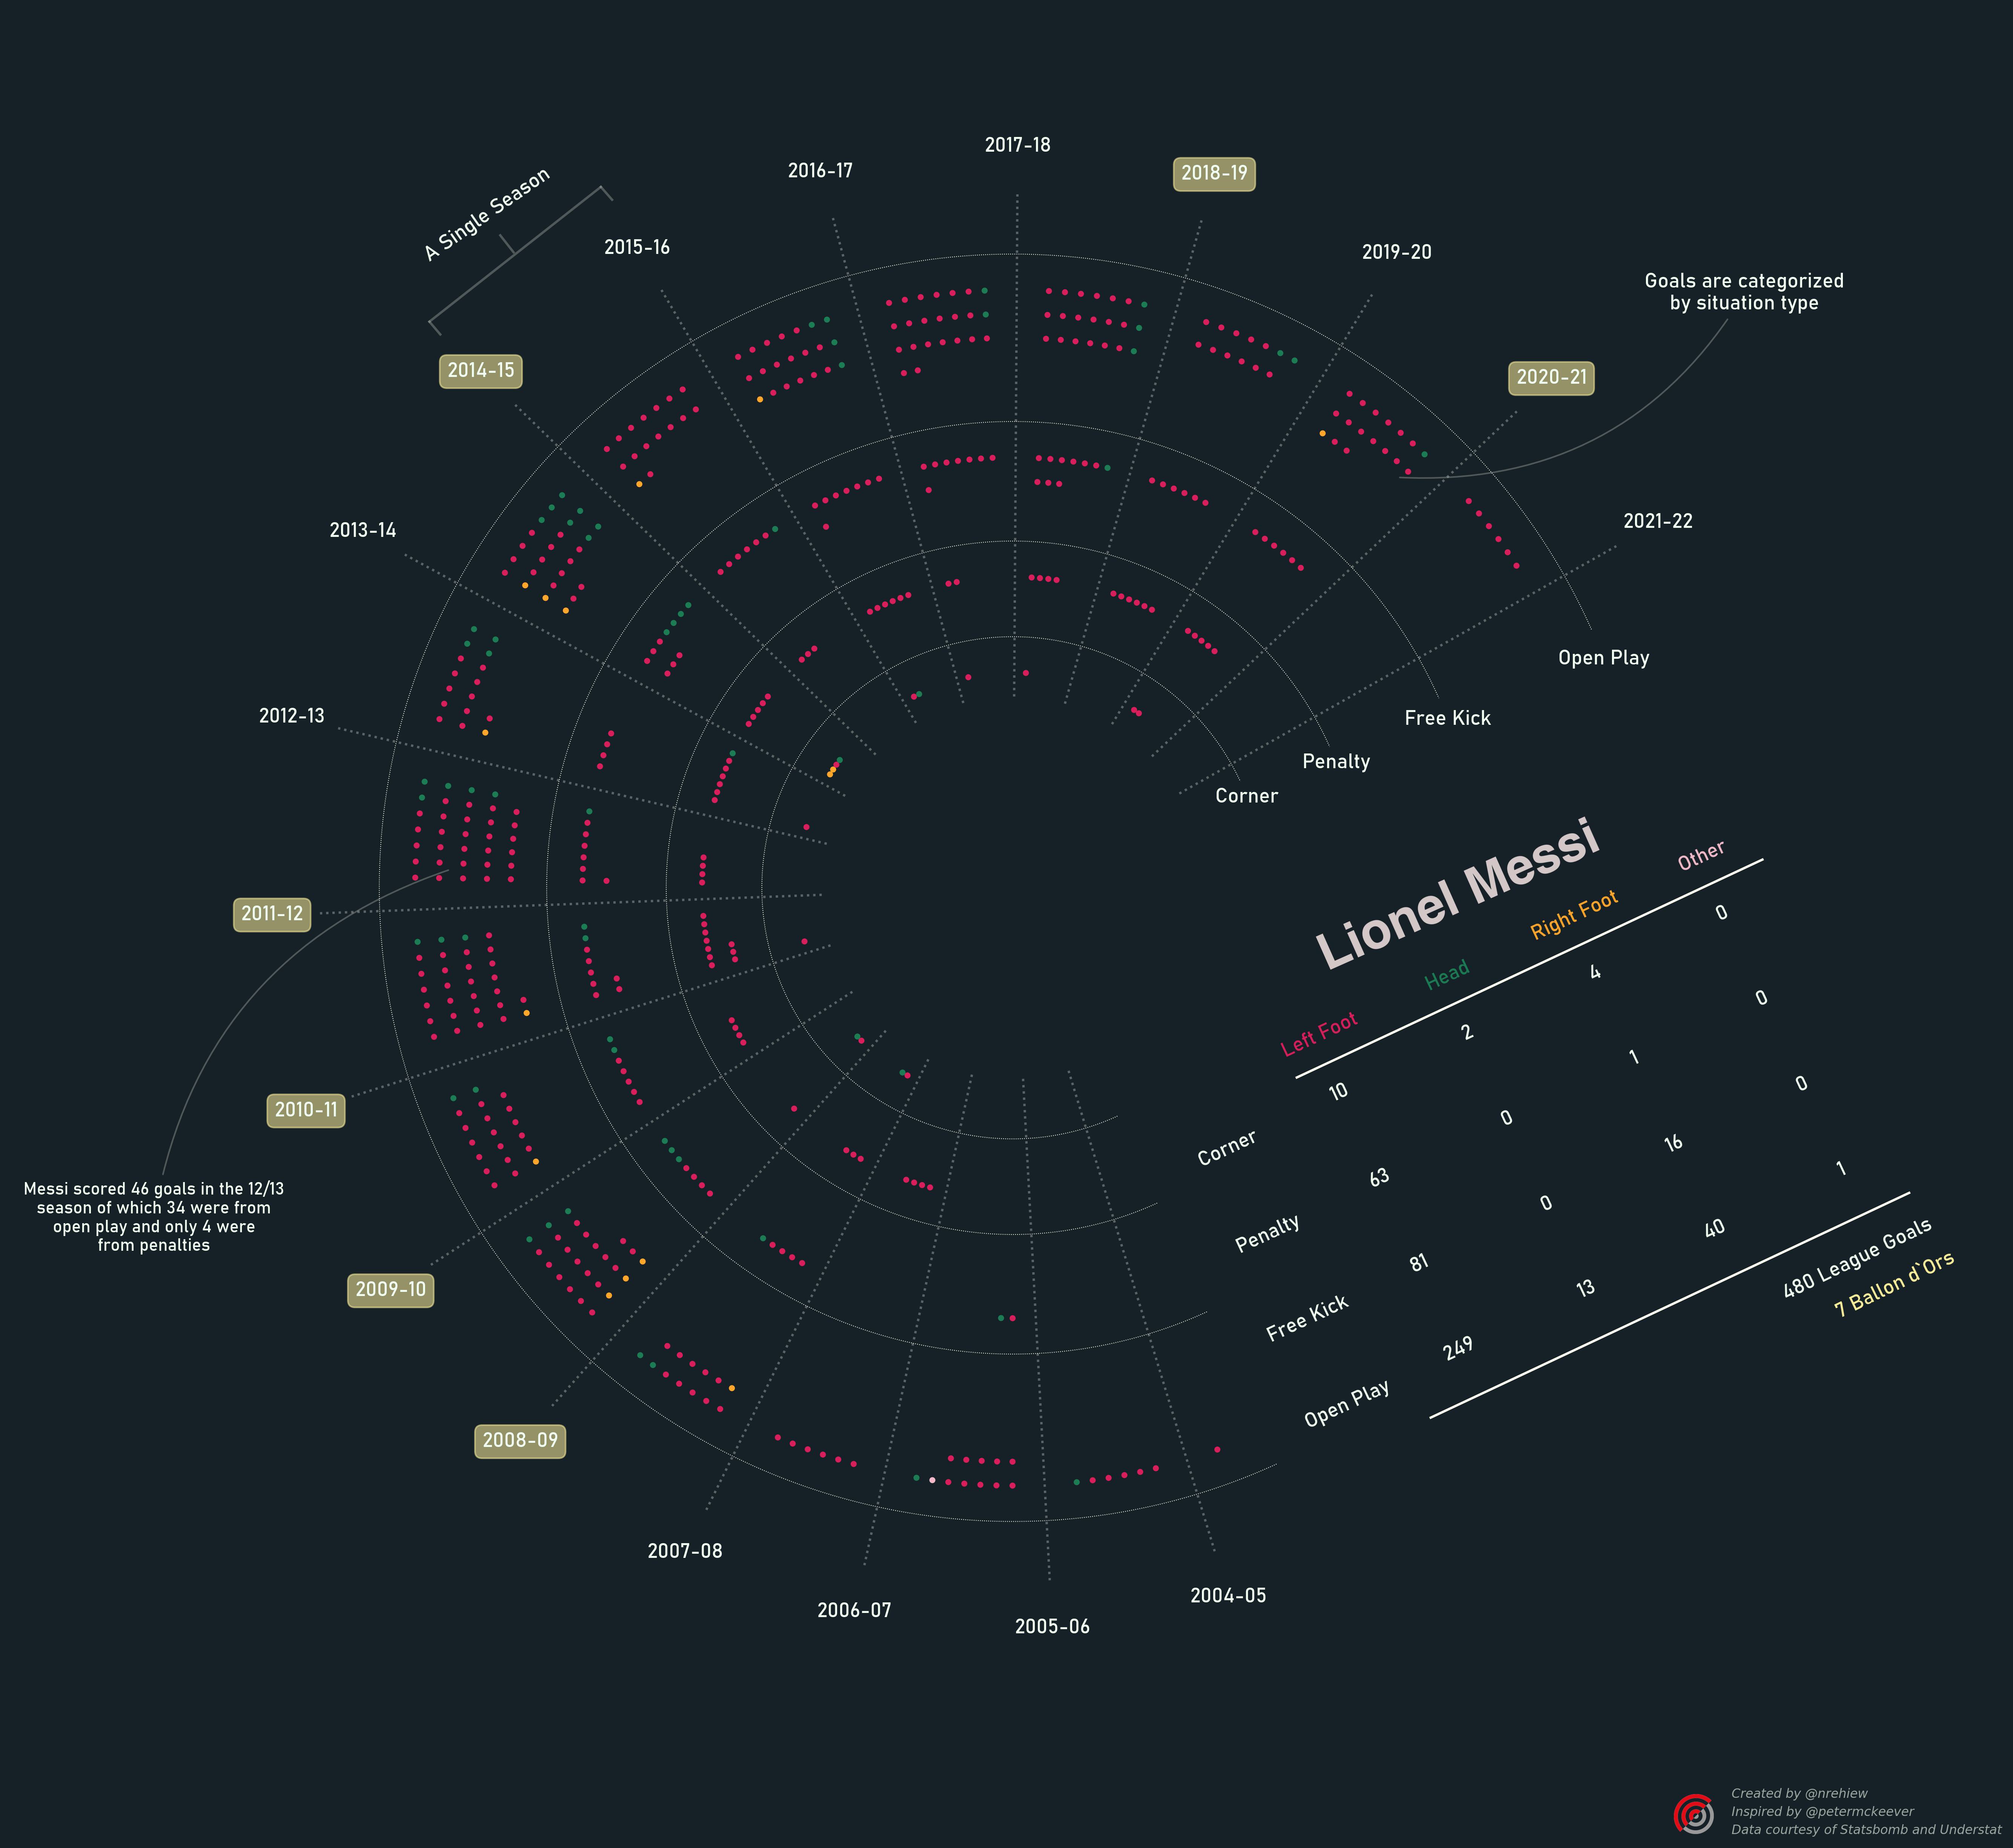 2017-18
2016-17
2018-19
A Single Season
2015-16
2019-20
Goals are categorized
by situation type
2014-15
2020-21
2013-14
2021-22
Open Play
2012-13
Free Kick
Penalty
Corner
2011-12
2010-11
Messi scored 46 goals in the 12/13
season of which 34 were from
open play and only 4 were
from penalties
2009-10
2008-09
2007-08
2006-07
2005-06
2004-05
Lionel Messi
Left Foot Head Right Foot Other
Corner 10 2 4 0
Penalty 63 0 1 0
Free Kick 81 0 16 0
Open Play 249 13 40 1
480 League Goals
7 Ballon d`Ors
Created by @nrehiew
Inspired by @petermckeever
Data courtesy of Statsbomb and Understat